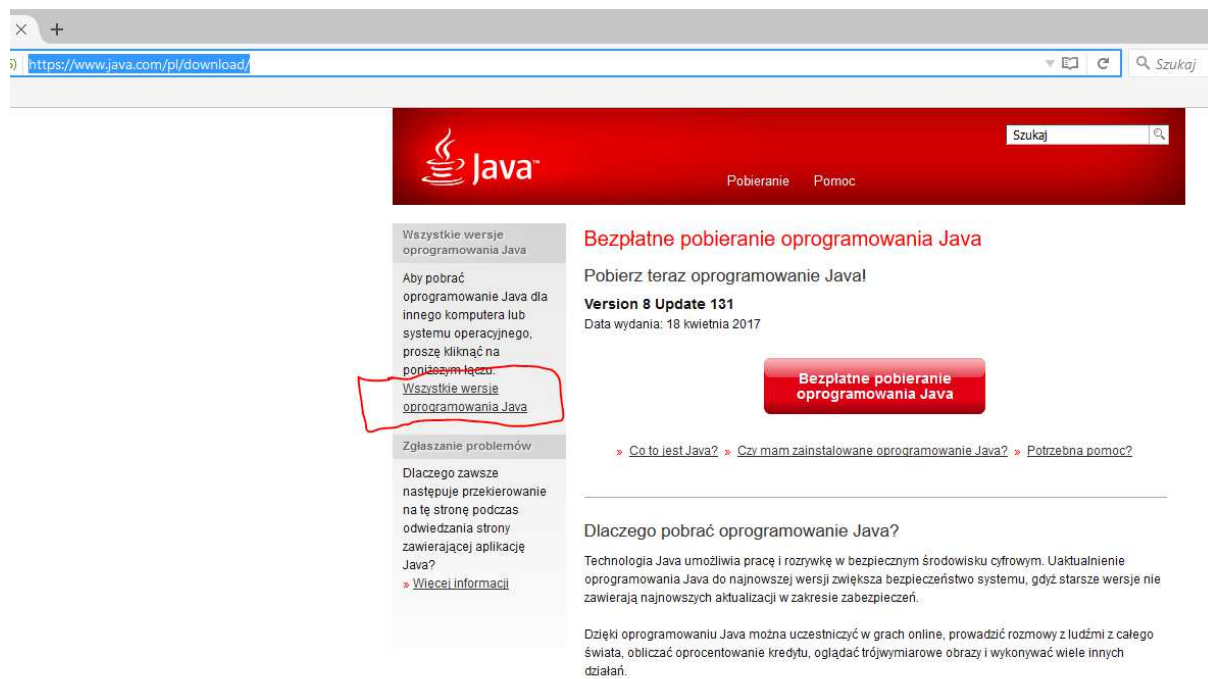 https://www.java.com/pl/download/
Szukaj
Java™
Szukaj
Pobieranie Pomoc
Wszystkie wersje
oprogramowania Java
Aby pobrać
oprogramowanie Java dla
innego komputera lub
systemu operacyjnego,
proszę kliknąć na
poniższym łączu.
Wszystkie wersje
oprogramowania Java
Zgłaszanie problemów
Dlaczego zawsze
następuje przekierowanie
na tę stronę podczas
odwiedzania strony
zawierającej aplikację
Java?
» Więcej informacji
Bezpłatne pobieranie oprogramowania Java
Pobierz teraz oprogramowanie Java!
Version 8 Update 131
Data wydania: 18 kwietnia 2017
Bezpłatne pobieranie
oprogramowania Java
» Co to jest Java? » Czy mam zainstalowane oprogramowanie Java? » Potrzebna pomoc?
Dlaczego pobrać oprogramowanie Java?
Technologia Java umożliwia pracę i rozrywkę w bezpiecznym środowisku cyfrowym. Uaktualnienie
oprogramowania Java do najnowszej wersji zwiększa bezpieczeństwo systemu, gdyż starsze wersje nie
zawierają najnowszych aktualizacji w zakresie zabezpieczeń.
Dzięki oprogramowaniu Java można uczestniczyć w grach online, prowadzić rozmowy z ludźmi z całego
świata, obliczać oprocentowanie kredytu, oglądać trójwymiarowe obrazy i wykonywać wiele innych
działań.